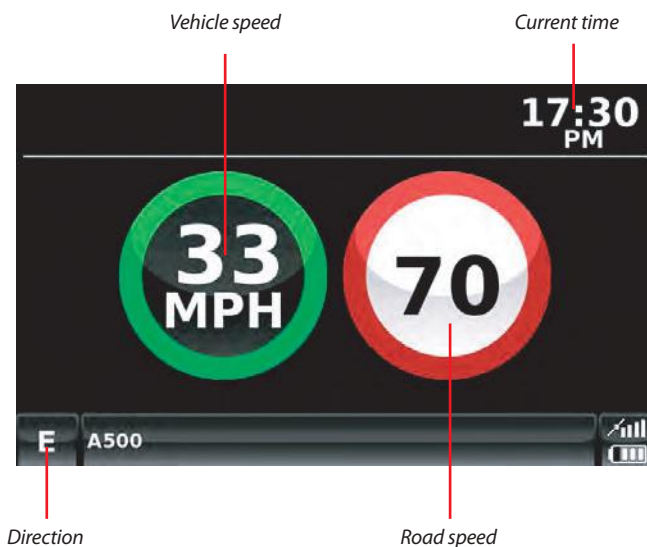 Vehicle speed
Current time
17:30
PM
33
MPH
70
E
A500
Direction
Road speed